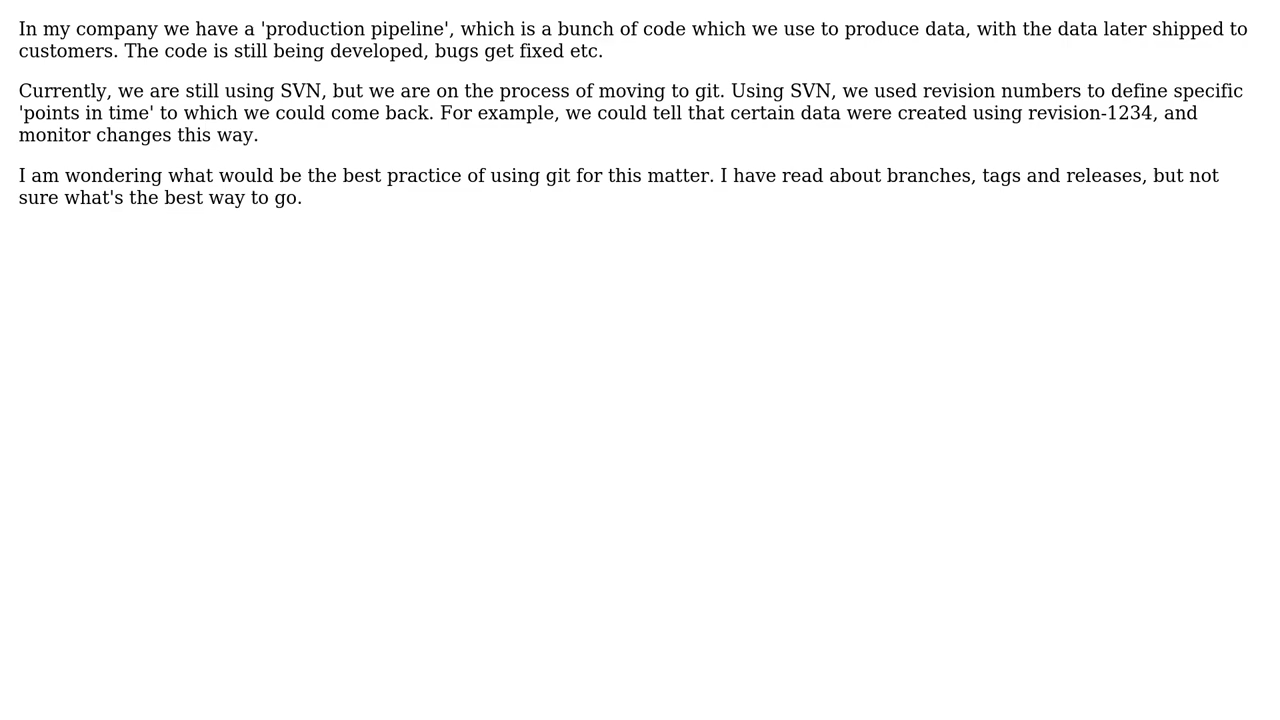 In my company we have a 'production pipeline', which is a bunch of code which we use to produce data, with the data later shipped to
customers. The code is still being developed, bugs get fixed etc.
Currently, we are still using SVN, but we are on the process of moving to git. Using SVN, we used revision numbers to define specific
'points in time' to which we could come back. For example, we could tell that certain data were created using revision-1234, and
monitor changes this way.
I am wondering what would be the best practice of using git for this matter. I have read about branches, tags and releases, but not
sure what's the best way to go.